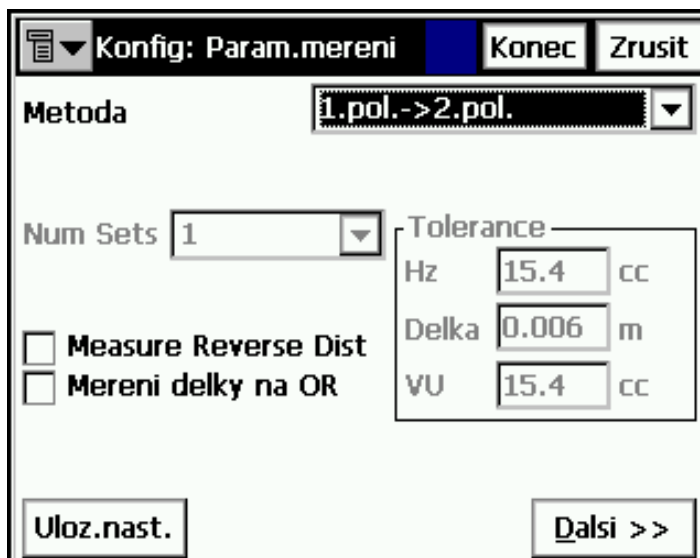 Konfig: Param.mereni Konec Zrusit
Metoda 1.pol.->2.pol.
Num Sets 1
Tolerance
Hz 15.4 cc
Delka 0.006 m
VU 15.4 cc
Measure Reverse Dist
Mereni delky na OR
Uloz.nast. Dalsi >>